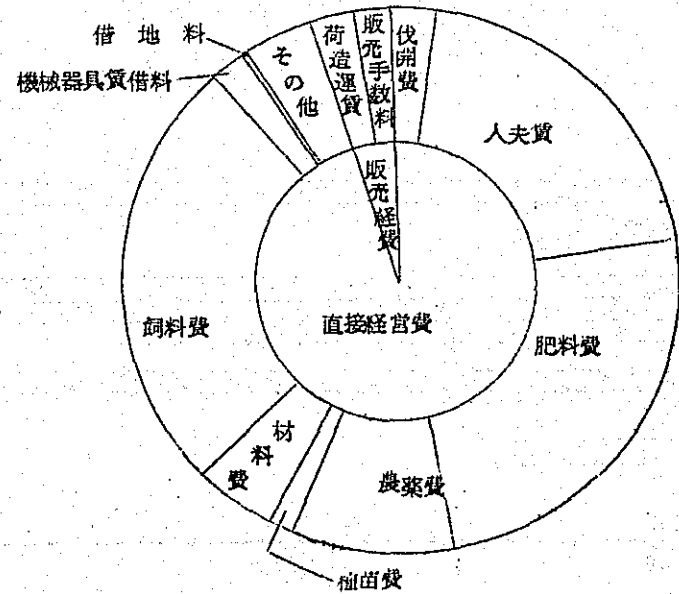 借地料
機械器具賃借料
その他
荷造運賃
販売手数料
伐開費
人夫賃
販売経費
直接経営費
飼料費
肥料費
材料費
農薬費
種苗費